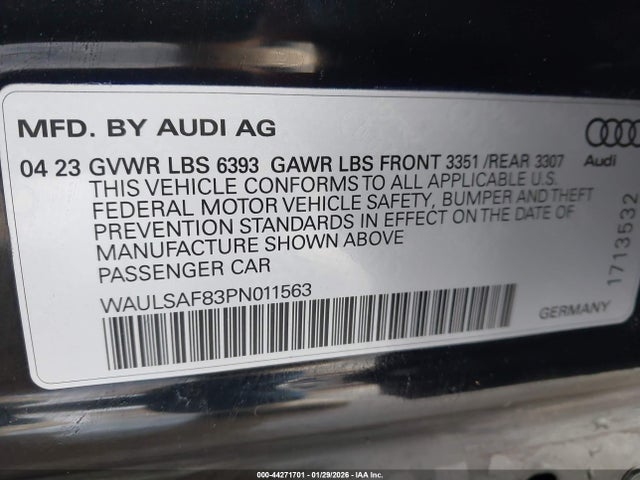 MFD. BY AUDI AG
Audi
04 23 GVWR LBS 6393 GAWR LBS FRONT 3351 /REAR 3307
THIS VEHICLE CONFORMS TO ALL APPLICABLE U.S.
FEDERAL MOTOR VEHICLE SAFETY, BUMPER AND THEFT
PREVENTION STANDARDS IN EFFECT ON THE DATE OF
MANUFACTURE SHOWN ABOVE
PASSENGER CAR
WAULSAF83PN011563
GERMANY
1713532
000-44271701 | 01/29/2026 | © IAA Inc.